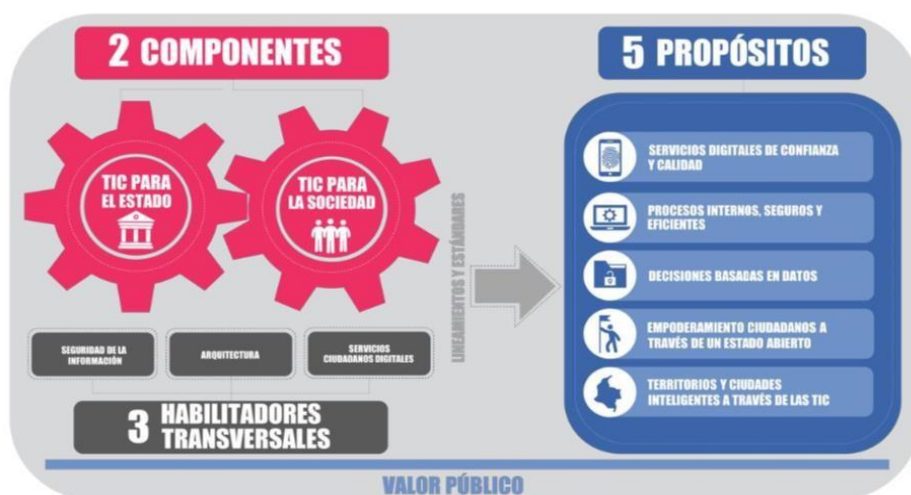 2 COMPONENTES
TIC PARA
EL ESTADO
TIC PARA
LA SOCIEDAD
SEGURIDAD DE LA
INFORMACIÓN
ARQUITECTURA
SERVICIOS
CIUDADANOS DIGITALES
3 HABILITADORES
TRANSVERSALES
LINEAMIENTOS Y ESTÁNDARES
5 PROPÓSITOS
SERVICIOS DIGITALES DE CONFIANZA
Y CALIDAD
PROCESOS INTERNOS, SEGUROS Y
EFICIENTES
DECISIONES BASADAS EN DATOS
EMPODERAMIENTO CIUDADANOS A
TRAVÉS DE UN ESTADO ABIERTO
TERRITORIOS Y CIUDADES
INTELIGENTES A TRAVÉS DE LAS TIC
VALOR PÚBLICO